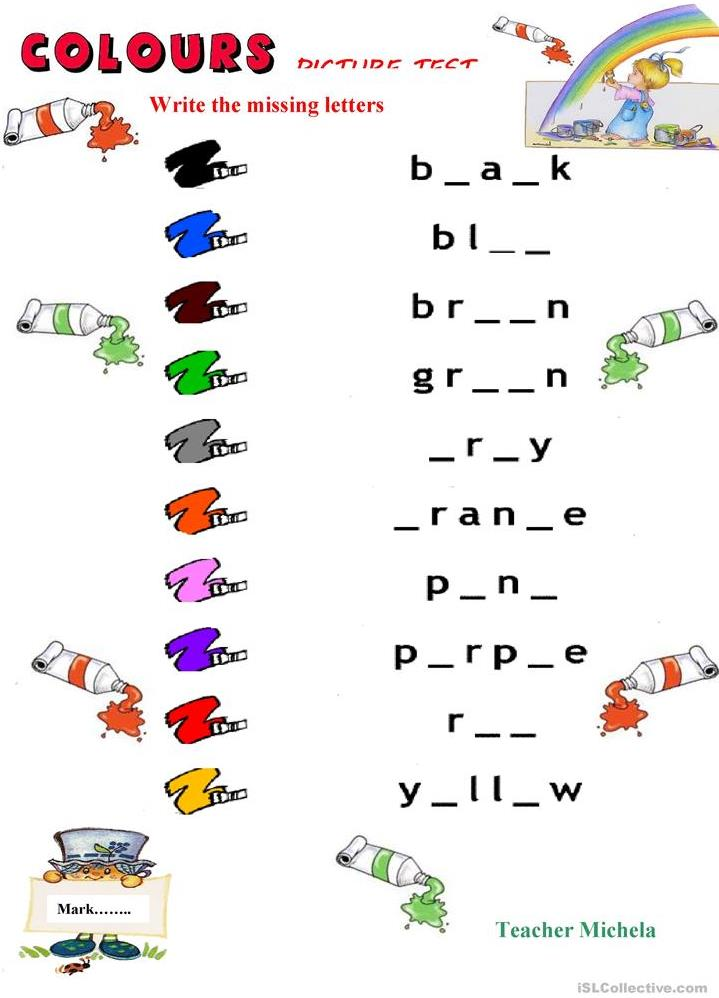 COLOURS PICTURE TEST
Write the missing letters
b _ a _ k
b l _ _
b r _ _ n
g r _ _ n
_ r _ y
_ r a n _ e
p _ n _
p _ r p _ e
r _ _
y _ l l _ w
Mark……..
Teacher Michela
iSLCollective.com